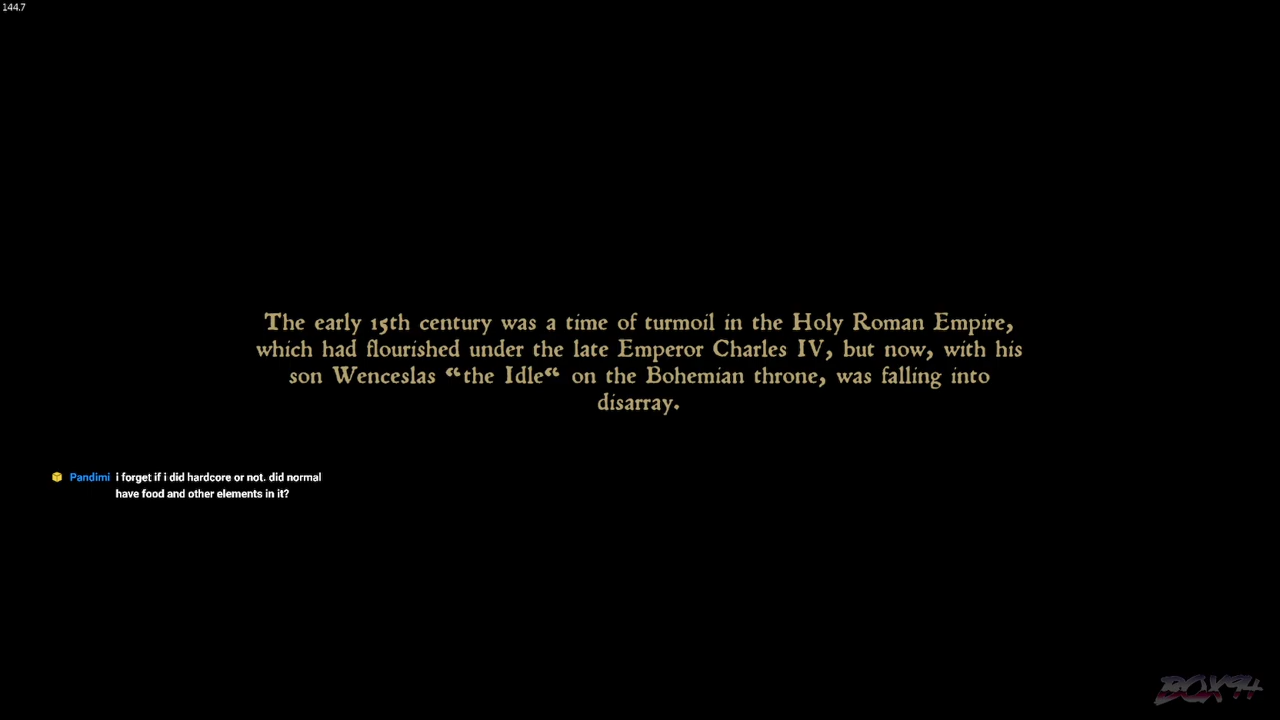 144.7
The early 15th century was a time of turmoil in the Holy Roman Empire,
which had flourished under the late Emperor Charles IV, but now, with his
son Wenceslas “the Idle“ on the Bohemian throne, was falling into
disarray.
Pandimi i forget if i did hardcore or not. did normal
have food and other elements in it?
BOX94